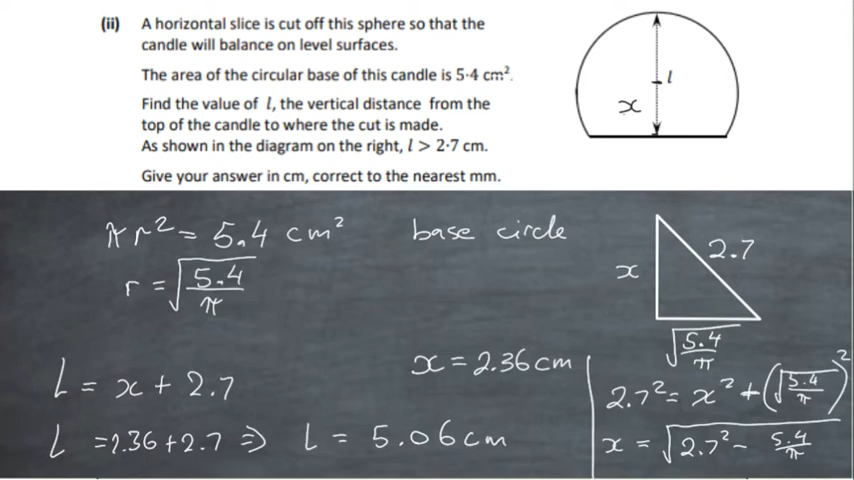 (ii) A horizontal slice is cut off this sphere so that the
candle will balance on level surfaces.
The area of the circular base of this candle is 5·4 cm².
Find the value of l, the vertical distance from the
top of the candle to where the cut is made.
As shown in the diagram on the right, l > 2·7 cm.
Give your answer in cm, correct to the nearest mm.
l
x
πr² = 5.4 cm² base circle
r = √(5.4/π)
x
2.7
√(5.4/π)
x = 2.36cm
2.7² = x² + (√(5.4/π))²
x = √(2.7² - 5.4/π)
l = x + 2.7
l = 2.36 + 2.7 ⇒ l = 5.06cm